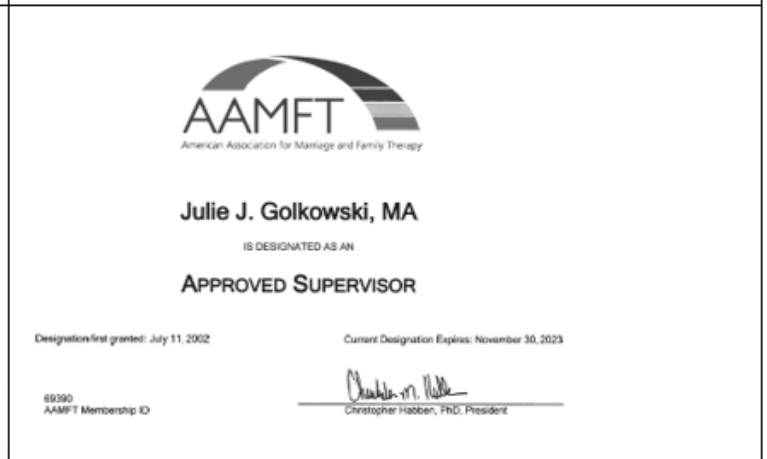 AAMFT
American Association for Marriage and Family Therapy
Julie J. Golkowski, MA
IS DESIGNATED AS AN
APPROVED SUPERVISOR
Designation first granted: July 11, 2002
Current Designation Expires: November 30, 2023
69390
AAMFT Membership ID
Christopher Habben, PhD, President